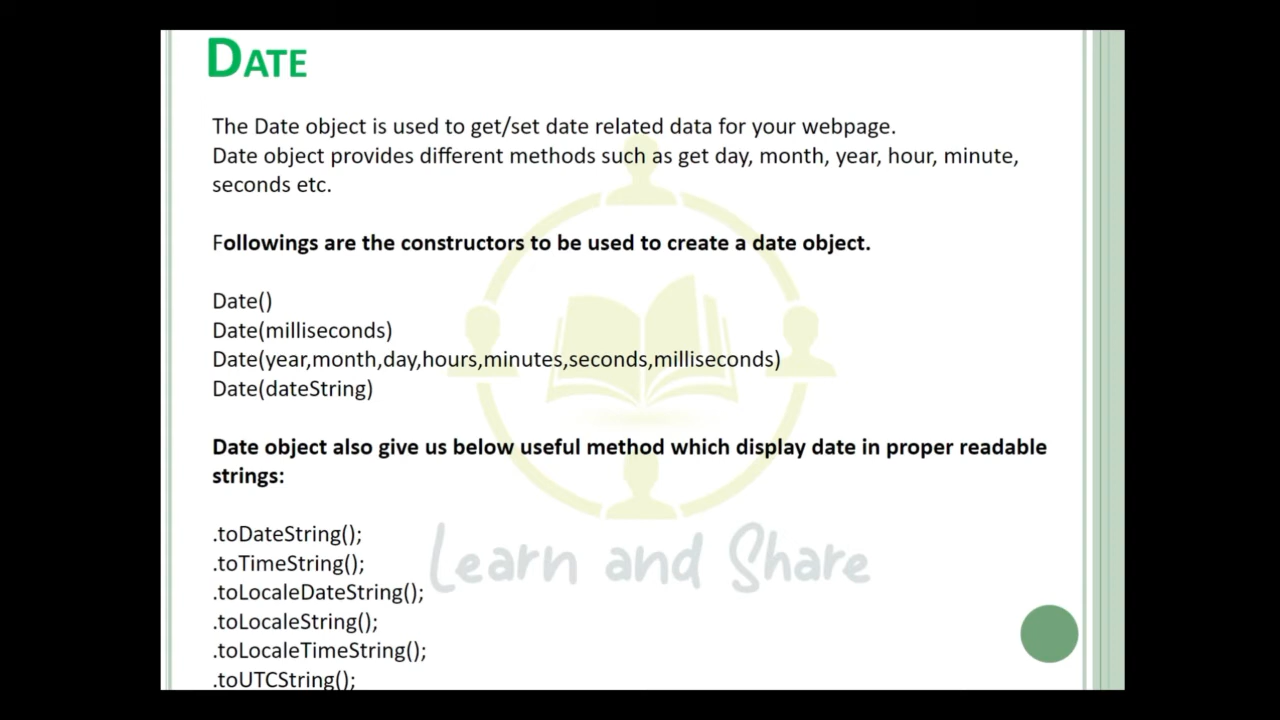 DATE
The Date object is used to get/set date related data for your webpage.
Date object provides different methods such as get day, month, year, hour, minute,
seconds etc.
Followings are the constructors to be used to create a date object.
Date()
Date(milliseconds)
Date(year,month,day,hours,minutes,seconds,milliseconds)
Date(dateString)
Date object also give us below useful method which display date in proper readable
strings:
.toDateString();
.toTimeString();
.toLocaleDateString();
.toLocaleString();
.toLocaleTimeString();
.toUTCString();
Learn and Share